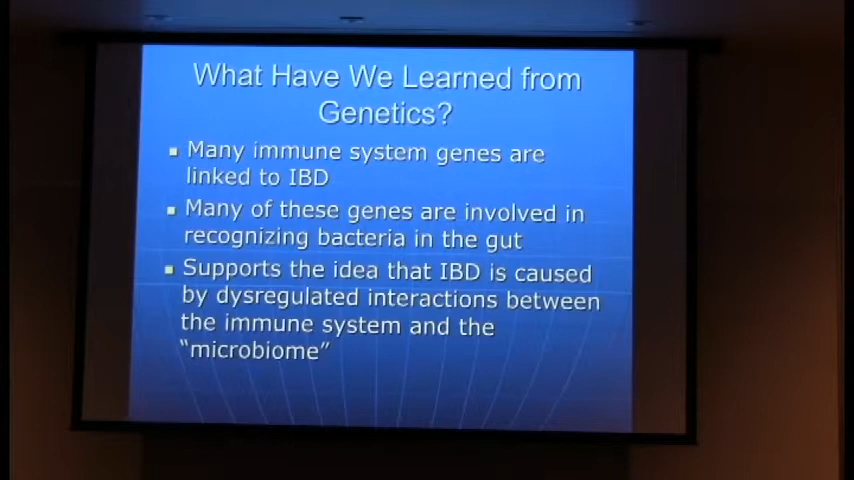 What Have We Learned from
Genetics?
▪ Many immune system genes are
linked to IBD
▪ Many of these genes are involved in
recognizing bacteria in the gut
▪ Supports the idea that IBD is caused
by dysregulated interactions between
the immune system and the
“microbiome”